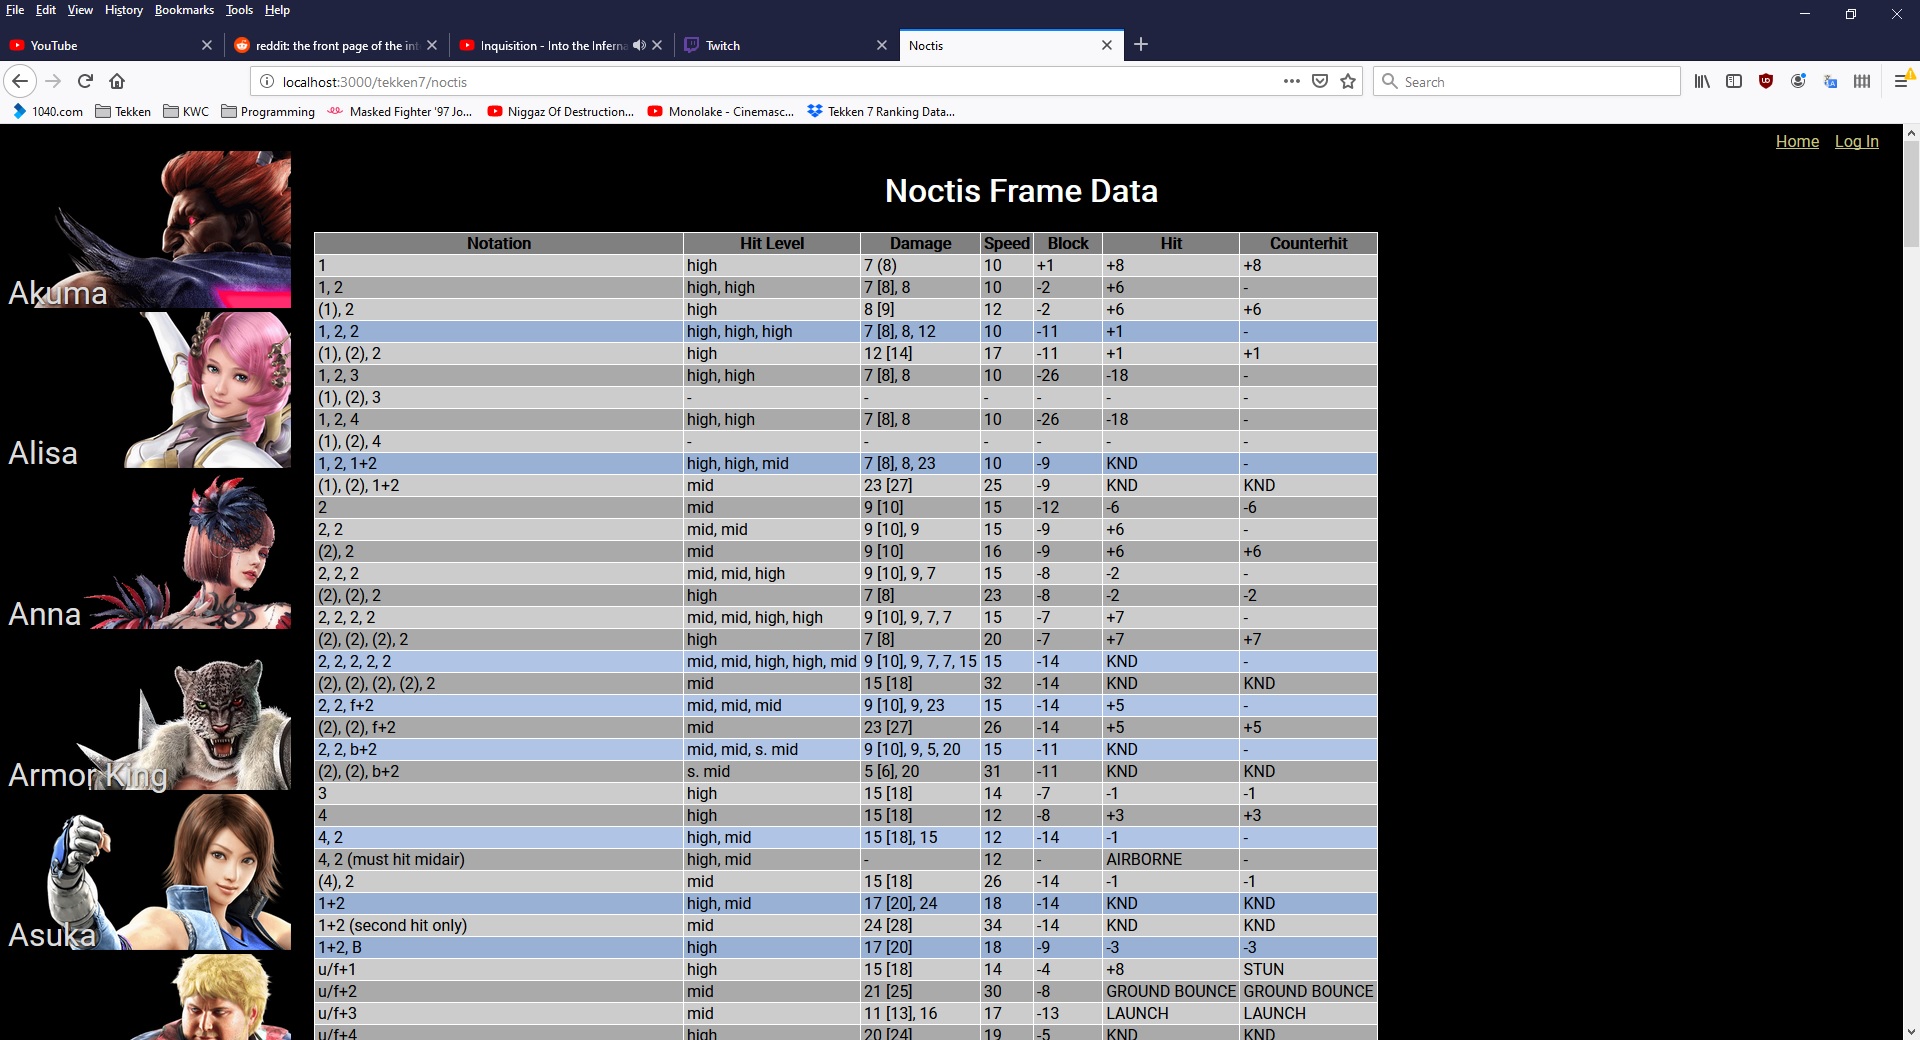 File Edit View History Bookmarks Tools Help
YouTube reddit: the front page of the int Inquisition - Into the Inferna Twitch Noctis
localhost:3000/tekken7/noctis Search
1040.com Tekken KWC Programming Masked Fighter '97 Jo... Niggaz Of Destruction... Monolake - Cinemasc... Tekken 7 Ranking Data...
Home Log In
Noctis Frame Data
Akuma
Alisa
Anna
Armor King
Asuka
Notation Hit Level Damage Speed Block Hit Counterhit
1 high 7 (8) 10 +1 +8 +8
1, 2 high, high 7 [8], 8 10 -2 +6 -
(1), 2 high 8 [9] 12 -2 +6 +6
1, 2, 2 high, high, high 7 [8], 8, 12 10 -11 +1 -
(1), (2), 2 high 12 [14] 17 -11 +1 +1
1, 2, 3 high, high 7 [8], 8 10 -26 -18 -
(1), (2), 3 - - - - - -
1, 2, 4 high, high 7 [8], 8 10 -26 -18 -
(1), (2), 4 - - - - - -
1, 2, 1+2 high, high, mid 7 [8], 8, 23 10 -9 KND -
(1), (2), 1+2 mid 23 [27] 25 -9 KND KND
2 mid 9 [10] 15 -12 -6 -6
2, 2 mid, mid 9 [10], 9 15 -9 +6 -
(2), 2 mid 9 [10] 16 -9 +6 +6
2, 2, 2 mid, mid, high 9 [10], 9, 7 15 -8 -2 -
(2), (2), 2 high 7 [8] 23 -8 -2 -2
2, 2, 2, 2 mid, mid, high, high 9 [10], 9, 7, 7 15 -7 +7 -
(2), (2), (2), 2 high 7 [8] 20 -7 +7 +7
2, 2, 2, 2, 2 mid, mid, high, high, mid 9 [10], 9, 7, 7, 15 15 -14 KND -
(2), (2), (2), (2), 2 mid 15 [18] 32 -14 KND KND
2, 2, f+2 mid, mid, mid 9 [10], 9, 23 15 -14 +5 -
(2), (2), f+2 mid 23 [27] 26 -14 +5 +5
2, 2, b+2 mid, mid, s. mid 9 [10], 9, 5, 20 15 -11 KND -
(2), (2), b+2 s. mid 5 [6], 20 31 -11 KND KND
3 high 15 [18] 14 -7 -1 -1
4 high 15 [18] 12 -8 +3 +3
4, 2 high, mid 15 [18], 15 12 -14 -1 -
4, 2 (must hit midair) high, mid - 12 - AIRBORNE -
(4), 2 mid 15 [18] 26 -14 -1 -1
1+2 high, mid 17 [20], 24 18 -14 KND KND
1+2 (second hit only) mid 24 [28] 34 -14 KND KND
1+2, B high 17 [20] 18 -9 -3 -3
u/f+1 high 15 [18] 14 -4 +8 STUN
u/f+2 mid 21 [25] 30 -8 GROUND BOUNCE GROUND BOUNCE
u/f+3 mid 11 [13], 16 17 -13 LAUNCH LAUNCH
u/f+4 high 20 [24] 19 -5 KND KND